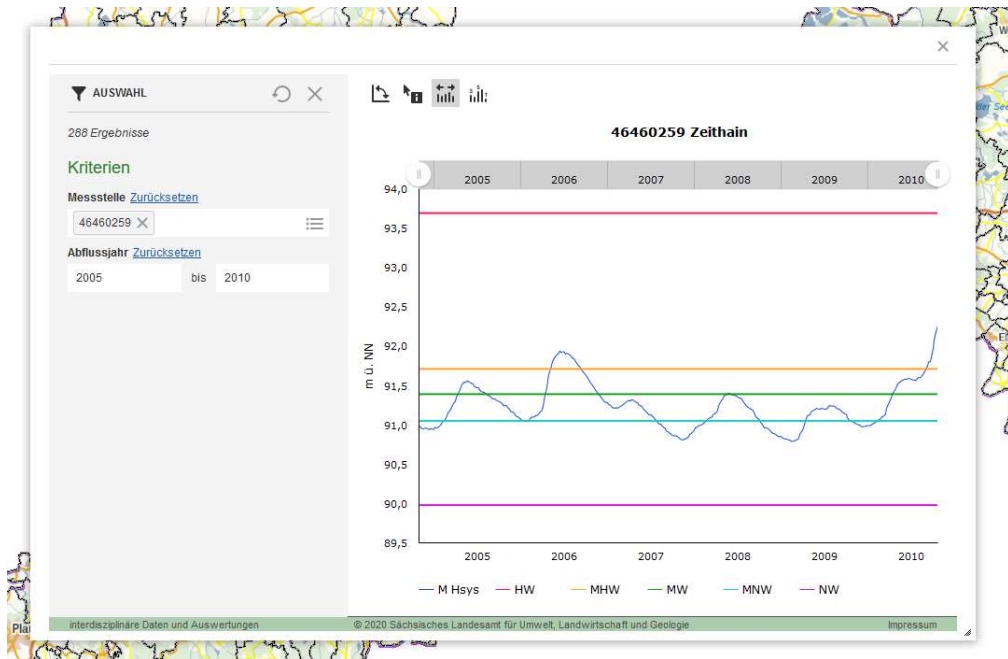 AUSWAHL
288 Ergebnisse
Kriterien
Messstelle Zurücksetzen
46460259
Abflussjahr Zurücksetzen
2005 bis 2010
46460259 Zeithain
2005 2006 2007 2008 2009 2010
94,0
93,5
93,0
92,5
92,0
91,5
91,0
90,5
90,0
89,5
m ü. NN
2005 2006 2007 2008 2009 2010
M Hsys HW MHW MW MNW NW
interdisziplinäre Daten und Auswertungen
© 2020 Sächsisches Landesamt für Umwelt, Landwirtschaft und Geologie
Impressum